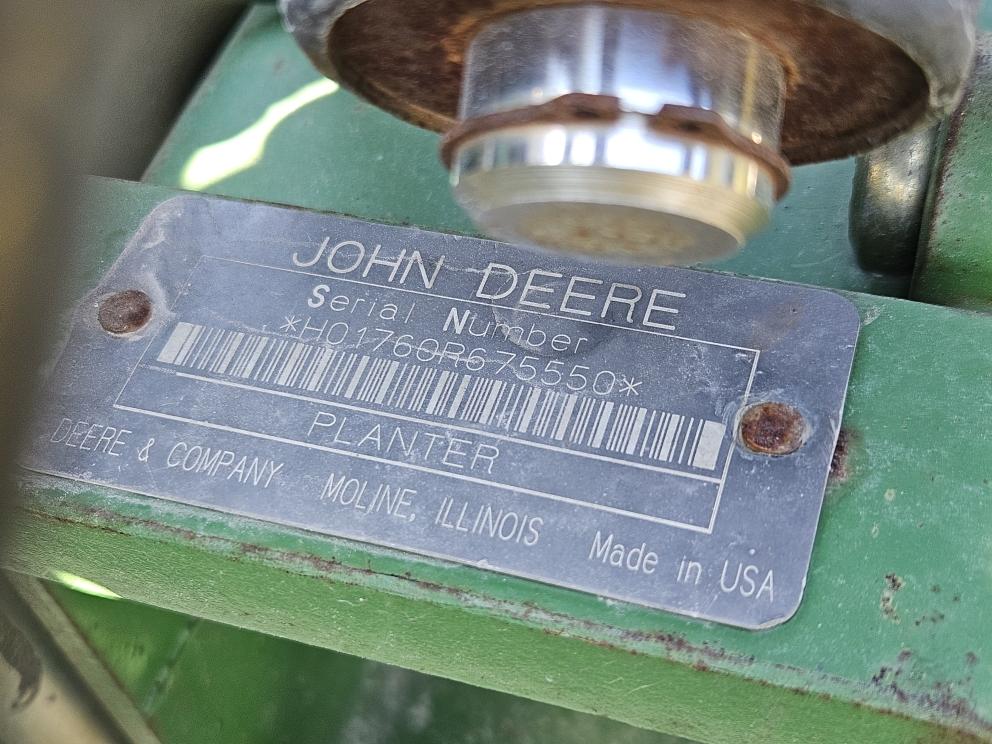 JOHN DEERE
Serial Number
*H01760R675550*
PLANTER
DEERE & COMPANY MOLINE, ILLINOIS Made in USA